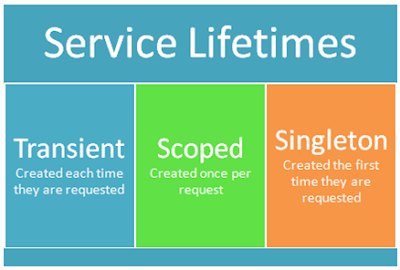 Service Lifetimes
Transient
Created each time
they are requested
Scoped
Created once per
request
Singleton
Created the first
time they are
requested